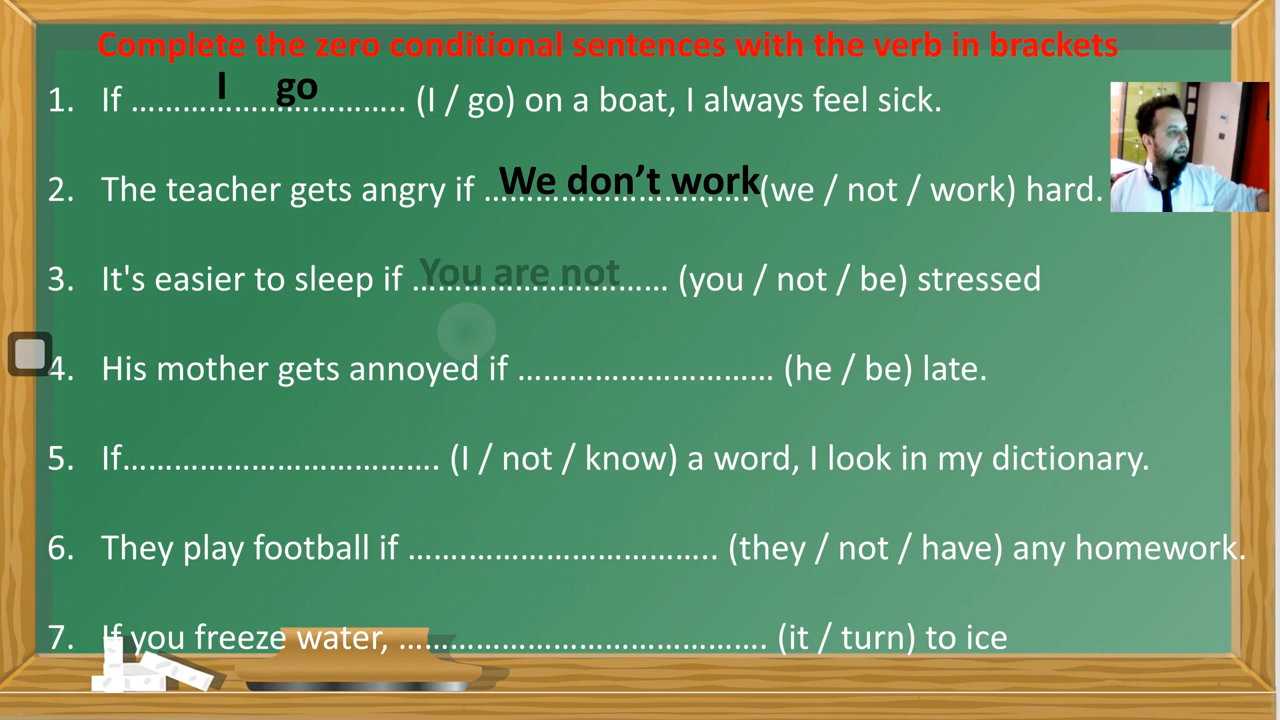 Complete the zero conditional sentences with the verb in brackets
I go
1. If ……………………………….. (I / go) on a boat, I always feel sick.
We don’t work
2. The teacher gets angry if …………………………. (we / not / work) hard.
You are not
3. It's easier to sleep if ………………………… (you / not / be) stressed
4. His mother gets annoyed if ………………………… (he / be) late.
5. If………………………………. (I / not / know) a word, I look in my dictionary.
6. They play football if …….……………………….. (they / not / have) any homework.
7. If you freeze water, ……………………………………. (it / turn) to ice